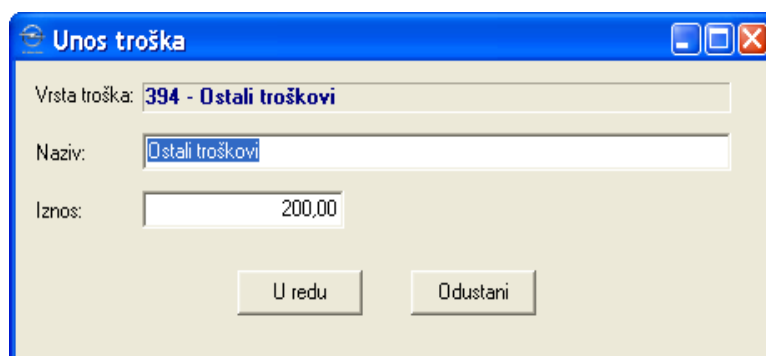 Unos troška
Vrsta troška: 394 - Ostali troškovi
Naziv: Ostali troškovi
Iznos: 200,00
U redu Odustani